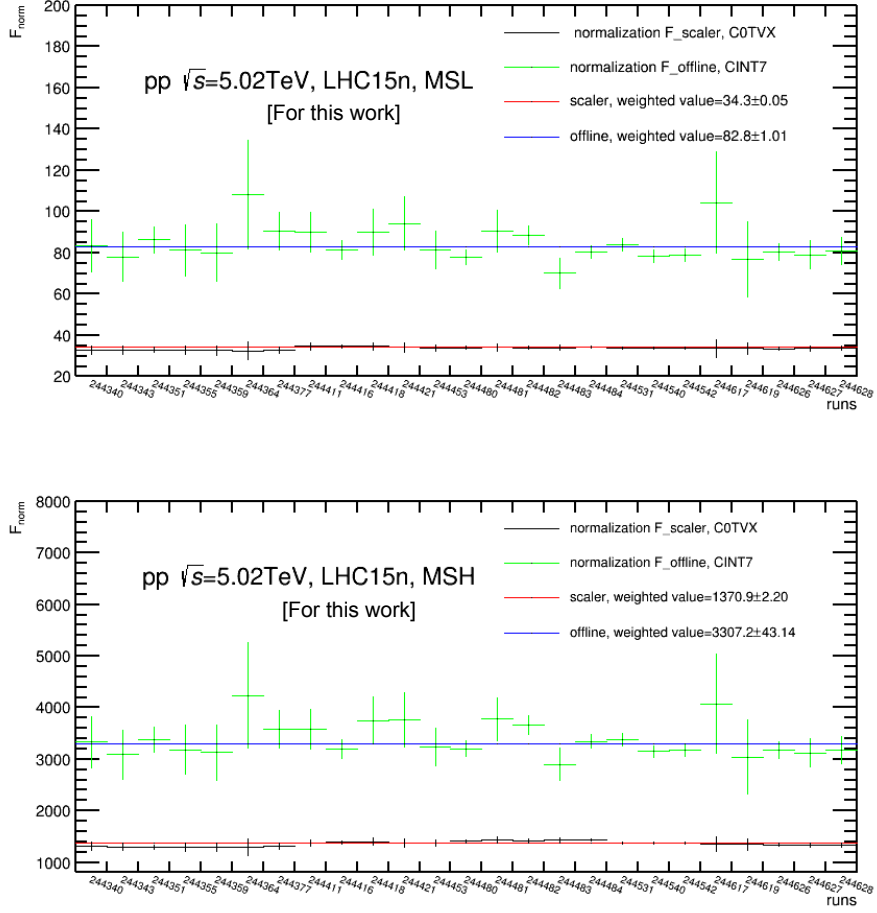 F_norm
200
180
160
140
120
100
80
60
40
20
pp √s=5.02TeV, LHC15n, MSL
[For this work]
normalization F_scaler, C0TVX
normalization F_offline, CINT7
scaler, weighted value=34.3±0.05
offline, weighted value=82.8±1.01
244340 244343 244351 244355 244359 244364 244377 244411 244416 244418 244421 244453 244480 244481 244482 244483 244484 244531 244540 244542 244617 244619 244626 244627 244628
runs
F_norm
8000
7000
6000
5000
4000
3000
2000
1000
pp √s=5.02TeV, LHC15n, MSH
[For this work]
normalization F_scaler, C0TVX
normalization F_offline, CINT7
scaler, weighted value=1370.9±2.20
offline, weighted value=3307.2±43.14
244340 244343 244351 244355 244359 244364 244377 244411 244416 244418 244421 244453 244480 244481 244482 244483 244484 244531 244540 244542 244617 244619 244626 244627 244628
runs